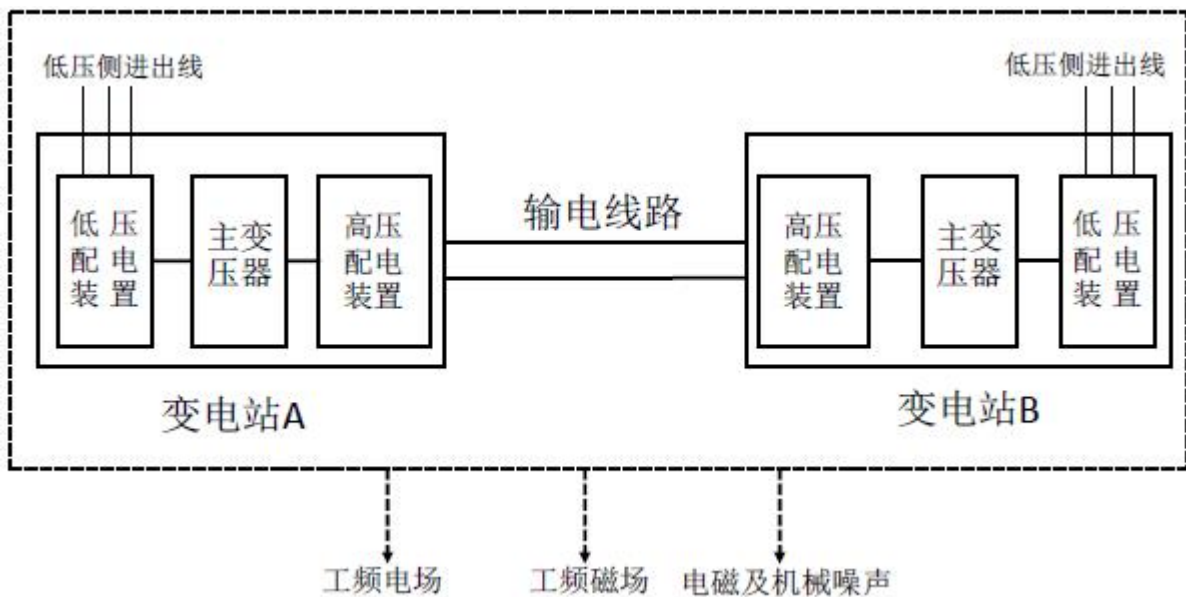 低压侧进出线
低压侧进出线
低压
配电
装置
主变
压器
高压
配电
装置
输电线路
高压
配电
装置
主变
压器
低压
配电
装置
变电站A
变电站B
工频电场
工频磁场
电磁及机械噪声